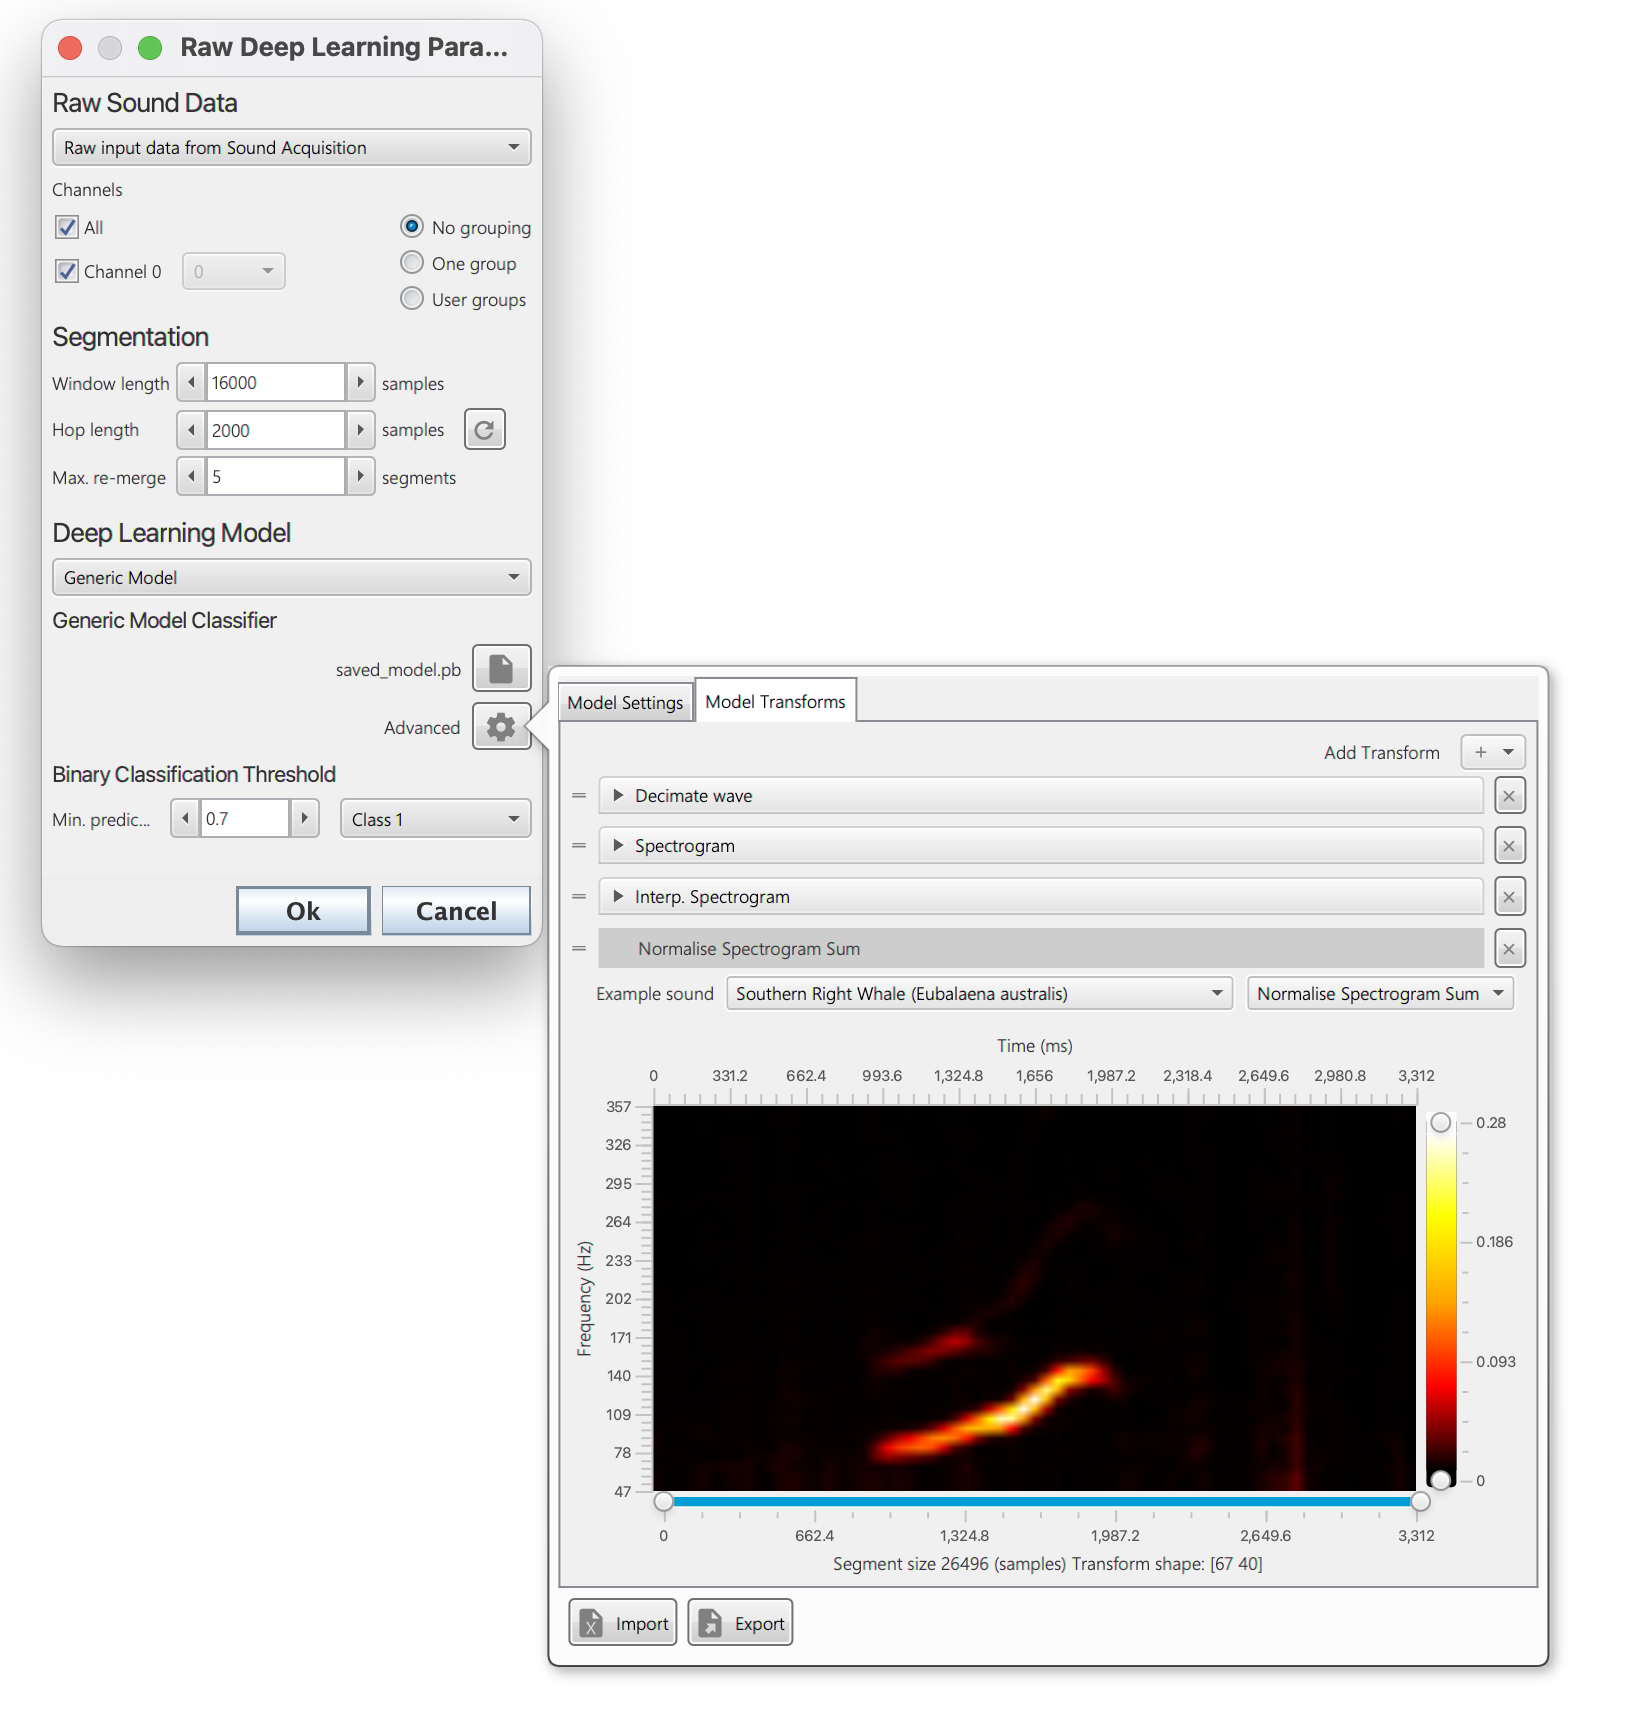 Raw Deep Learning Para...
Raw Sound Data
Raw input data from Sound Acquisition
Channels
All
No grouping
Channel 0
0
One group
User groups
Segmentation
Window length 16000 samples
Hop length 2000 samples
Max. re-merge 5 segments
Deep Learning Model
Generic Model
Generic Model Classifier
saved_model.pb
Advanced
Binary Classification Threshold
Min. predic... 0.7 Class 1
Ok Cancel
Model Settings Model Transforms
Add Transform +
Decimate wave
Spectrogram
Interp. Spectrogram
Normalise Spectrogram Sum
Example sound Southern Right Whale (Eubalaena australis) Normalise Spectrogram Sum
Time (ms)
0 331.2 662.4 993.6 1,324.8 1,656 1,987.2 2,318.4 2,649.6 2,980.8 3,312
Frequency (Hz)
357
326
295
264
233
202
171
140
109
78
47
0.28
0.186
0.093
0
0 662.4 1,324.8 1,987.2 2,649.6 3,312
Segment size 26496 (samples) Transform shape: [67 40]
Import Export